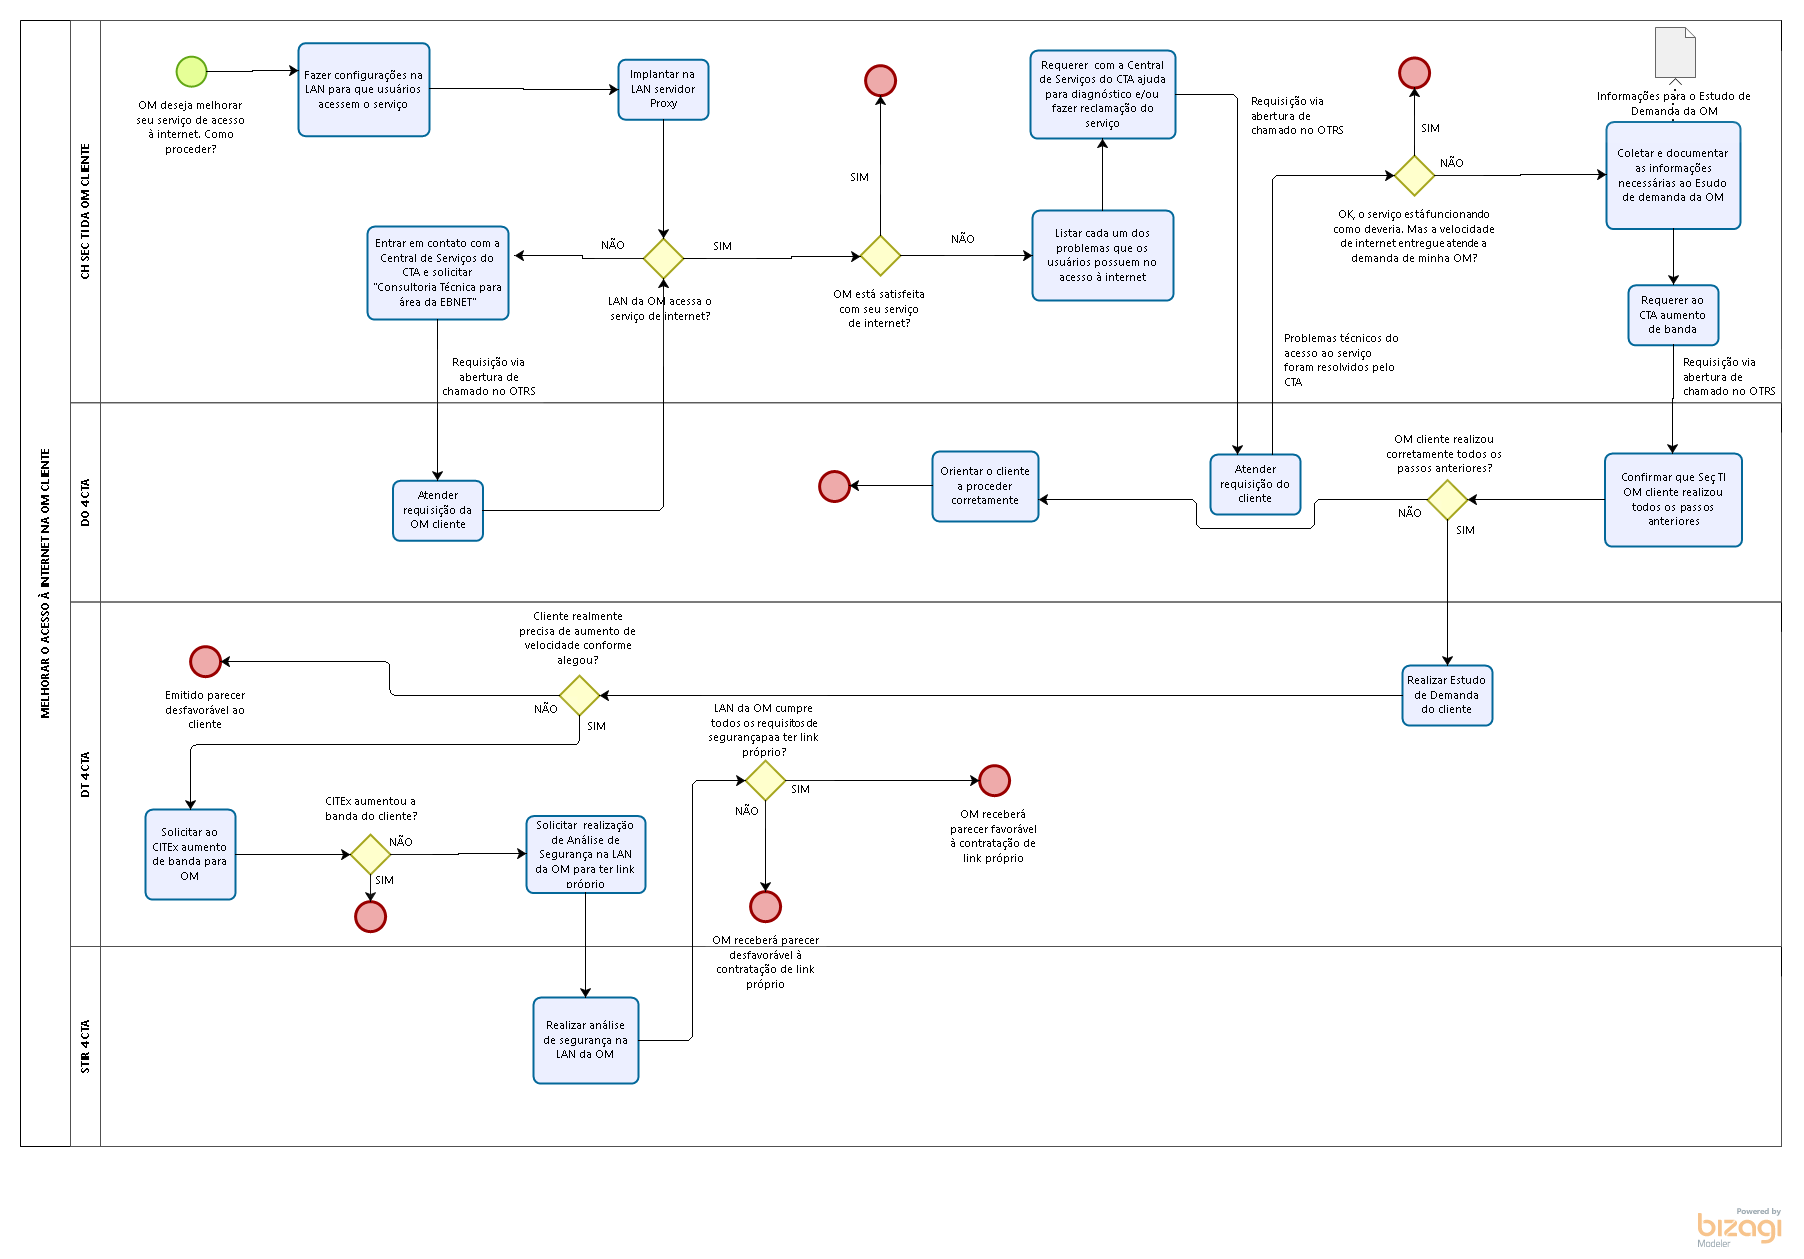 MELHORAR O ACESSO À INTERNET NA OM CLIENTE
CH SEC TI DA OM CLIENTE
OM deseja melhorar
seu serviço de acesso
à internet. Como
proceder?
Fazer configurações na
LAN para que usuários
acessem o serviço
Implantar na
LAN servidor
Proxy
LAN da OM acessa o
serviço de internet?
NÃO
SIM
Entrar em contato com a
Central de Serviços do
CTA e solicitar
"Consultoria Técnica para
área da EBNET"
Requisição via
abertura de
chamado no OTRS
OM está satisfeita
com seu serviço
de internet?
SIM
NÃO
Listar cada um dos
problemas que os
usuários possuem no
acesso à internet
Requerer com a Central
de Serviços do CTA ajuda
para diagnóstico e/ou
fazer reclamação do
serviço
Requisição via
abertura de
chamado no OTRS
Problemas técnicos do
acesso ao serviço
foram resolvidos pelo
CTA
SIM
NÃO
OK, o serviço está funcionando
como deveria. Mas a velocidade
de internet entregue atende a
demanda de minha OM?
Informações para o Estudo de
Demanda da OM
Coletar e documentar
as informações
necessárias ao Esudo
de demanda da OM
Requerer ao
CTA aumento
de banda
Requisição via
abertura de
chamado no OTRS
DO 4 CTA
Atender
requisição da
OM cliente
Orientar o cliente
a proceder
corretamente
Atender
requisição do
cliente
OM cliente realizou
corretamente todos os
passos anteriores?
NÃO
SIM
Confirmar que Seç TI
OM cliente realizou
todos os passos
anteriores
DT 4 CTA
Emitido parecer
desfavorável ao
cliente
Cliente realmente
precisa de aumento de
velocidade conforme
alegou?
NÃO
SIM
Realizar Estudo
de Demanda
do cliente
Solicitar ao
CITEx aumento
de banda para
OM
CITEx aumentou a
banda do cliente?
NÃO
SIM
Solicitar realização
de Análise de
Segurança na LAN
da OM para ter link
próprio
LAN da OM cumpre
todos os requisitos de
segurança paa ter link
próprio?
SIM
NÃO
OM receberá
parecer favorável
à contratação de
link próprio
OM receberá parecer
desfavorável à
contratação de link
próprio
STIR 4 CTA
Realizar análise
de segurança na
LAN da OM
Powered by
bizagi
Modeler